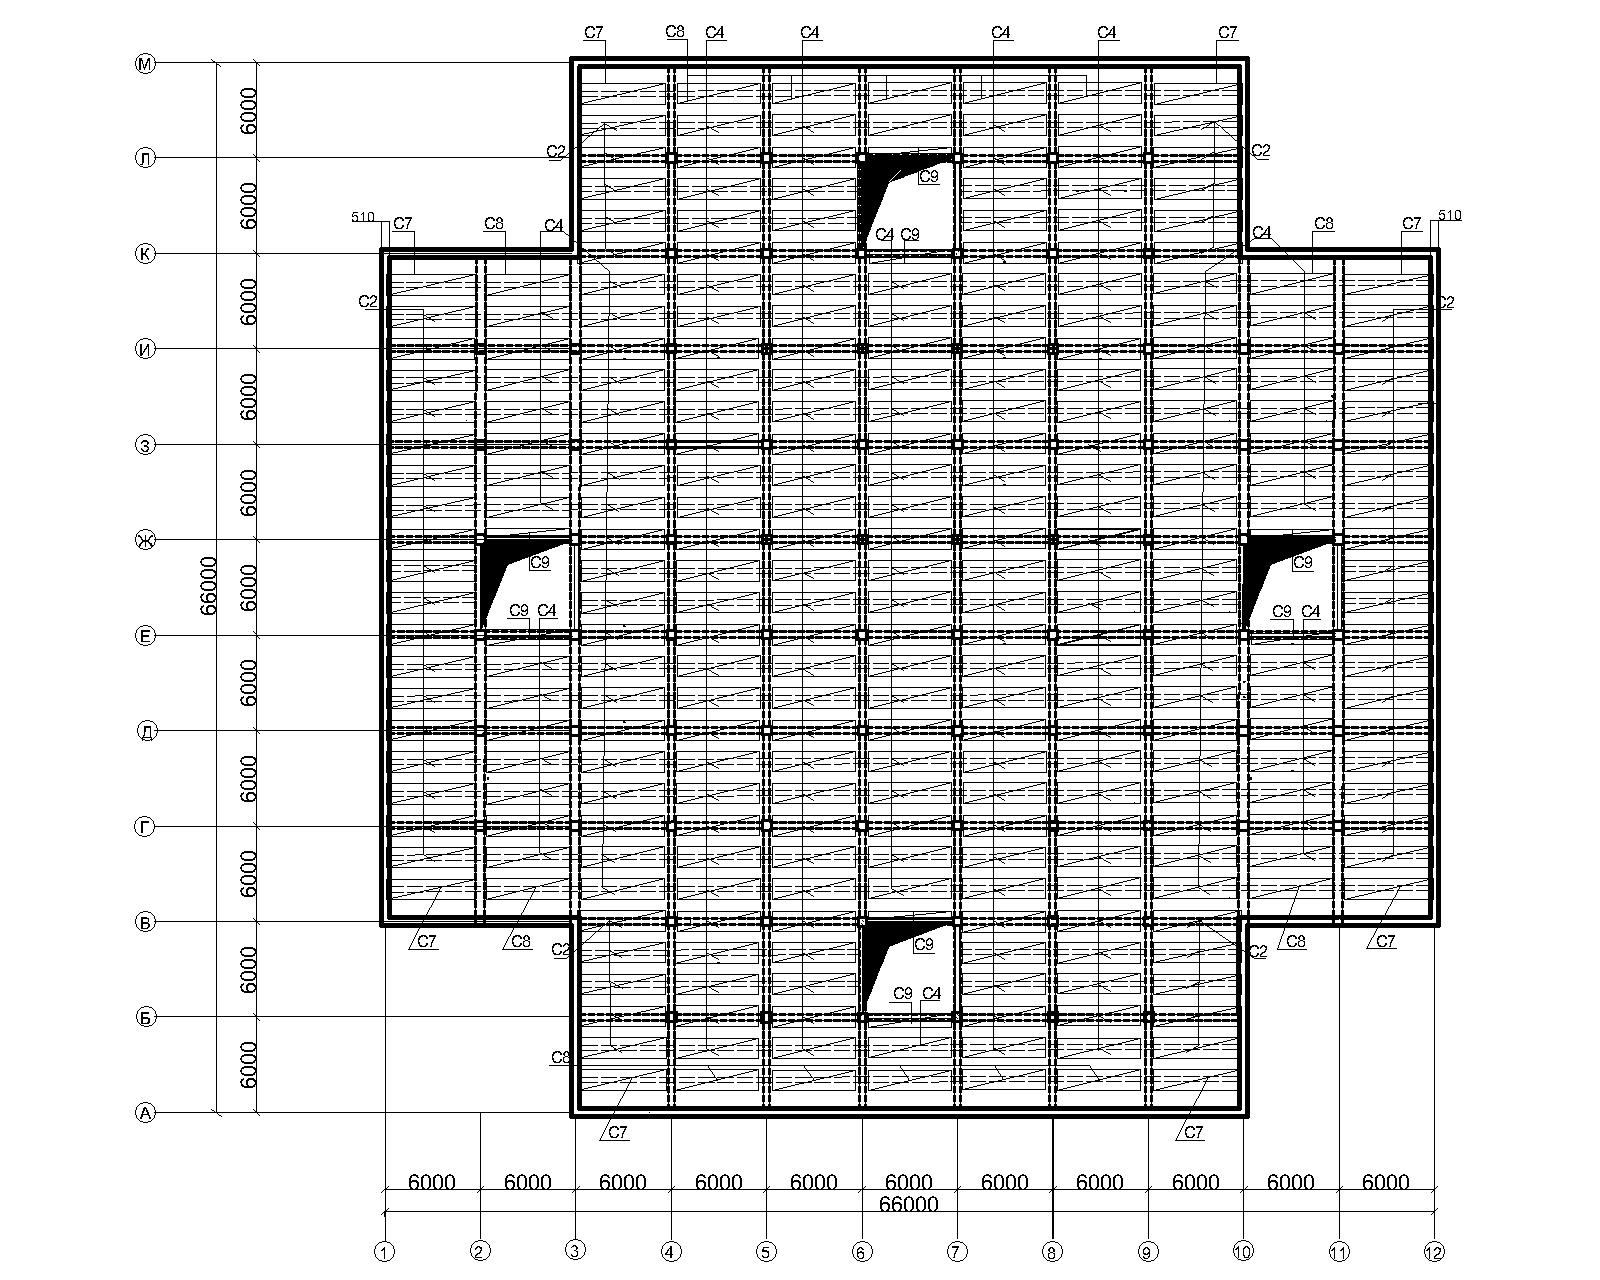 С7 С8 С4 С4 С4 С4 С7
М
6000
С2 С2
Л
С9
6000
510 С7 С8 С4 С4 С9 С4 С8 С7 510
К
С2 С2
6000
И
6000
З
6000
Ж
С9 С9
66000 6000
С9 С4 С9 С4
Е
6000
Д
6000
Г
6000
В
С7 С8 С2 С9 С2 С8 С7
6000
С9 С4
Б
С8
6000
А
С7 С7
6000 6000 6000 6000 6000 6000 6000 6000 6000 6000 6000
66000
1 2 3 4 5 6 7 8 9 10 11 12